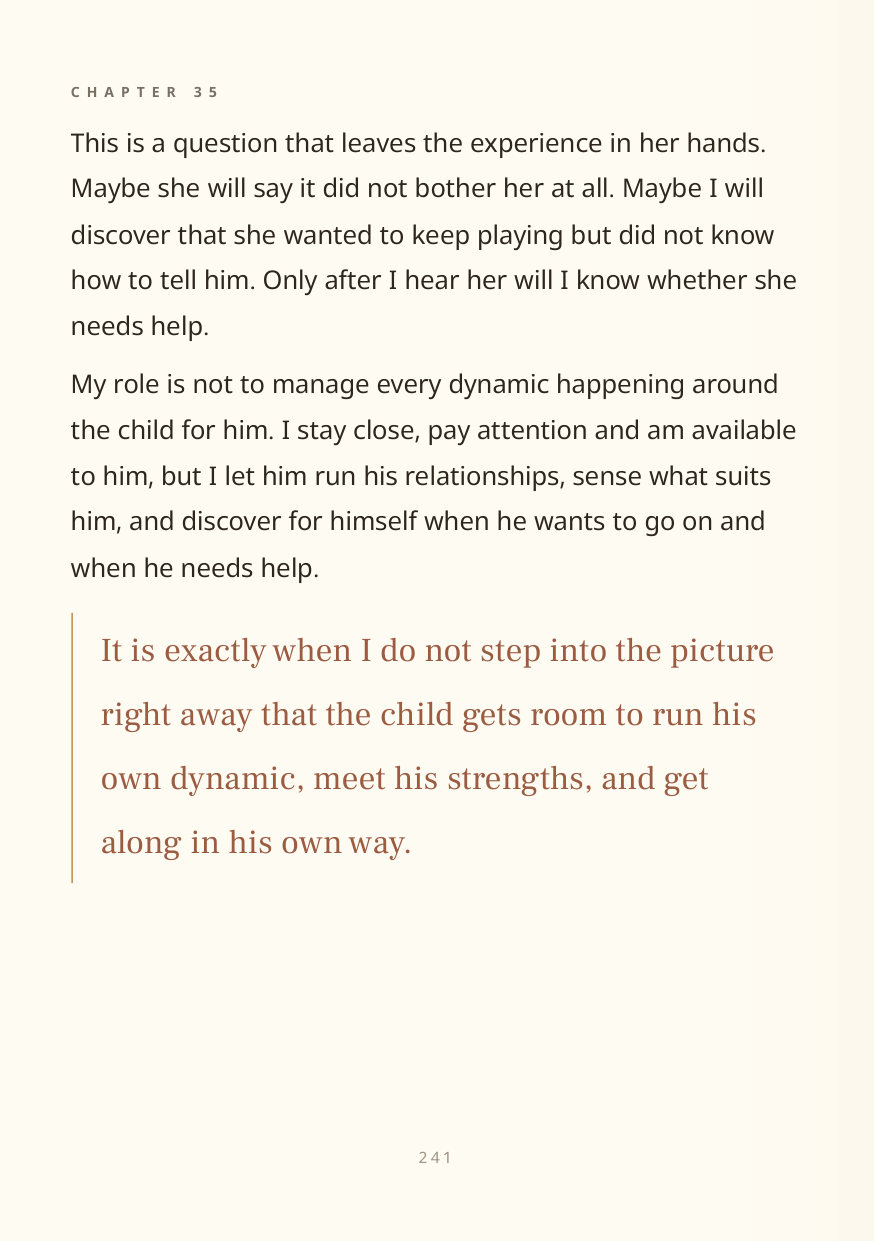 CHAPTER 35
This is a question that leaves the experience in her hands.
Maybe she will say it did not bother her at all. Maybe I will
discover that she wanted to keep playing but did not know
how to tell him. Only after I hear her will I know whether she
needs help.
My role is not to manage every dynamic happening around
the child for him. I stay close, pay attention and am available
to him, but I let him run his relationships, sense what suits
him, and discover for himself when he wants to go on and
when he needs help.
It is exactly when I do not step into the picture
right away that the child gets room to run his
own dynamic, meet his strengths, and get
along in his own way.
241